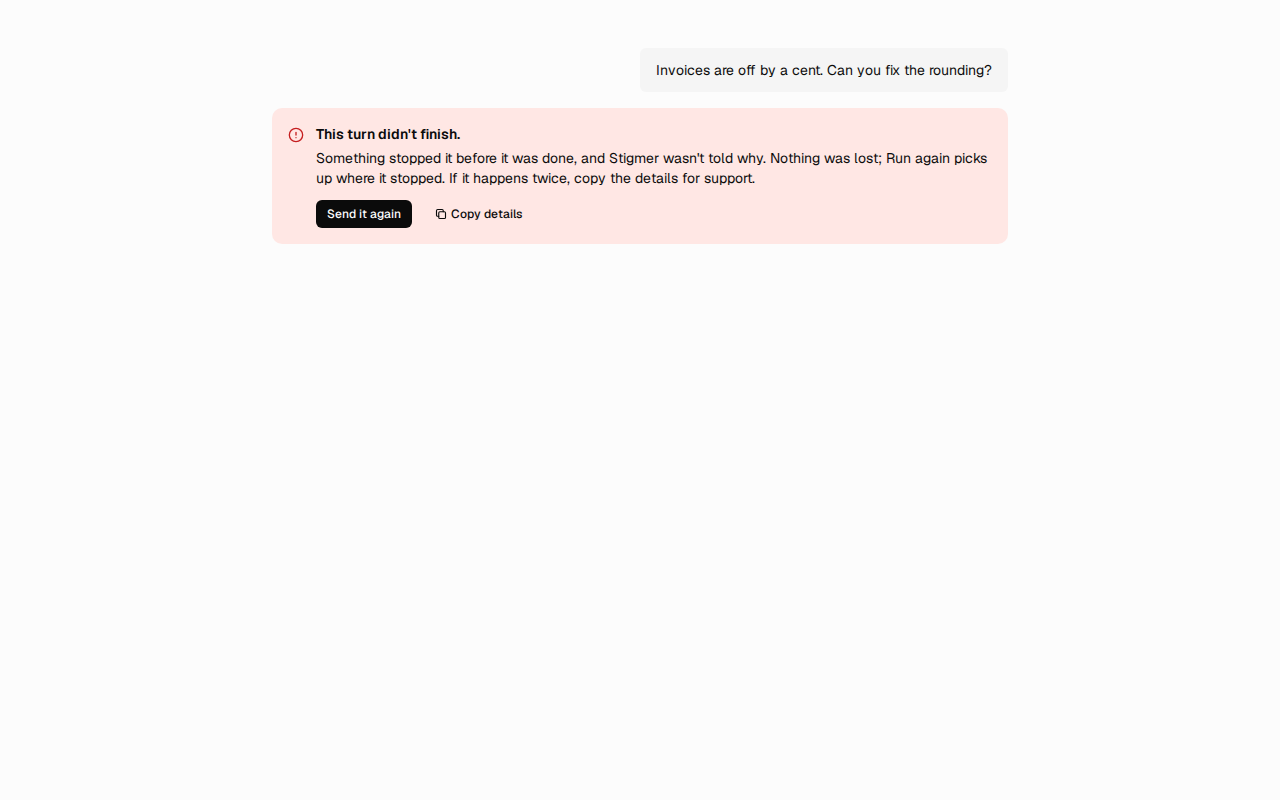 Invoices are off by a cent. Can you fix the rounding?
This turn didn't finish.
Something stopped it before it was done, and Stigmer wasn't told why. Nothing was lost; Run again picks
up where it stopped. If it happens twice, copy the details for support.
Send it again
Copy details